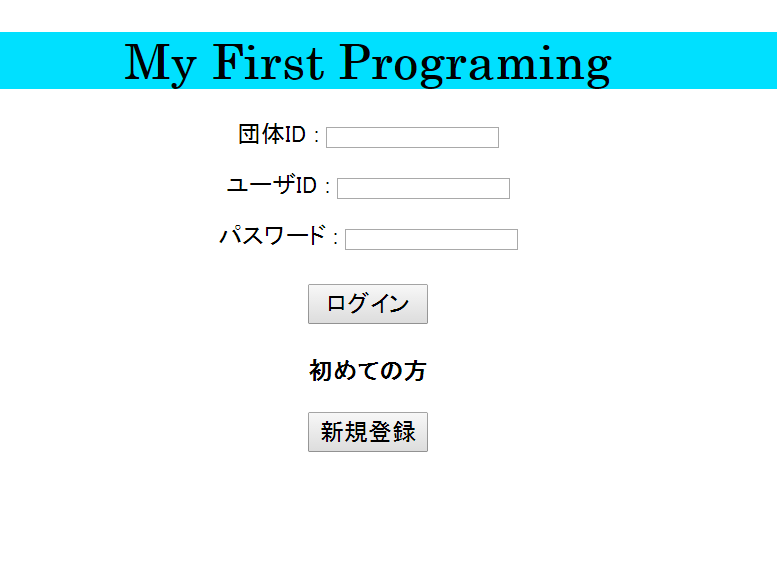 My First Programing
団体ID :
ユーザID :
パスワード :
ログイン
初めての方
新規登録